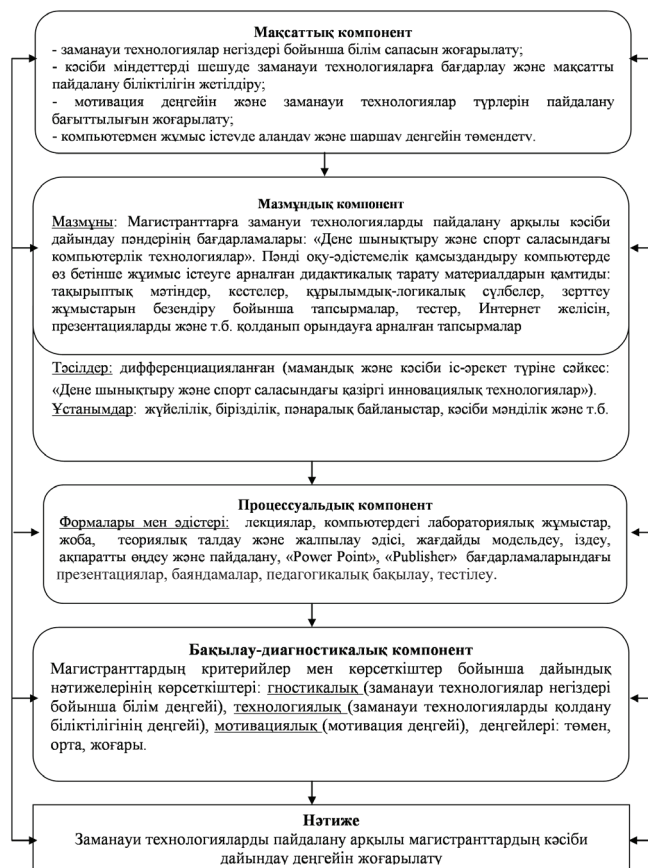 Мақсаттық компонент
- заманауи технологиялар негіздері бойынша білім сапасын жоғарылату;
- кәсіби міндеттерді шешуде заманауи технологияларға бағдарлау және мақсатты
пайдалану біліктілігін жетілдіру;
- мотивация деңгейін және заманауи технологиялар түрлерін пайдалану
бағыттылығын жоғарылату;
- компьютермен жұмыс істеуде алаңдау және шаршау деңгейін төмендету.
Мазмұндық компонент
Мазмұны: Магистранттарға замануи технологияларды пайдалану арқылы кәсіби
дайындау пәндерінің бағдарламалары: «Дене шынықтыру және спорт саласындағы
компьютерлік технологиялар». Пәнді оқу-әдістемелік қамсыздандыру компьютерде
өз бетінше жұимыс істеуге арналған дидактикалық тарату материалдарын қамтиды:
тақырыптық мәтіндер, кестелер, құрылымдық-логикалық сүлбелер, зерттеу
жұмыстарын безендіру бойынша тапсырмалар, тестер, Интернет желісін,
презентацияларды және т.б. қолданып орындауға арналған тапсырмалар
Тәсілдер: дифференциацияланған (мамандық және кәсіби іс-әрекет түріне сәйкес:
«Дене шынықтыру және спорт саласындағы қазіргі инновациялық технологиялар»).
Ұстанымдар: жүйелілік, бірізділік, пәнаралық байланыстар, кәсіби мәнділік және т.б.
Процессуальдық компонент
Формалары мен әдістері: лекциялар, компьютердегі лабораториялық жұмыстар,
жоба, теориялық талдау және жалпылау әдісі, жағдайды модельдеу, іздеу,
ақпаратты өңдеу және пайдалану, «Power Point», «Publisher» бағдарламаларындағы
презентациялар, баяндамалар, педагогикалық бақылау, тестілеу.
Бақылау-диагностикалық компонент
Магистранттардың критерийлер мен көрсеткіштер бойынша дайындық
нәтижелерінің көрсеткіштері: гностикалық (заманауи технологиялар негіздері
бойынша білім деңгейі), технологиялық (заманауи технологияларды қолдану
біліктілігінің деңгейі), мотивациялық (мотивация деңгейі), деңгейлері: төмен,
орта, жоғары.
Нәтиже
Заманауи технологияларды пайдалану арқылы магистранттардың кәсіби
дайындау деңгейін жоғарылату